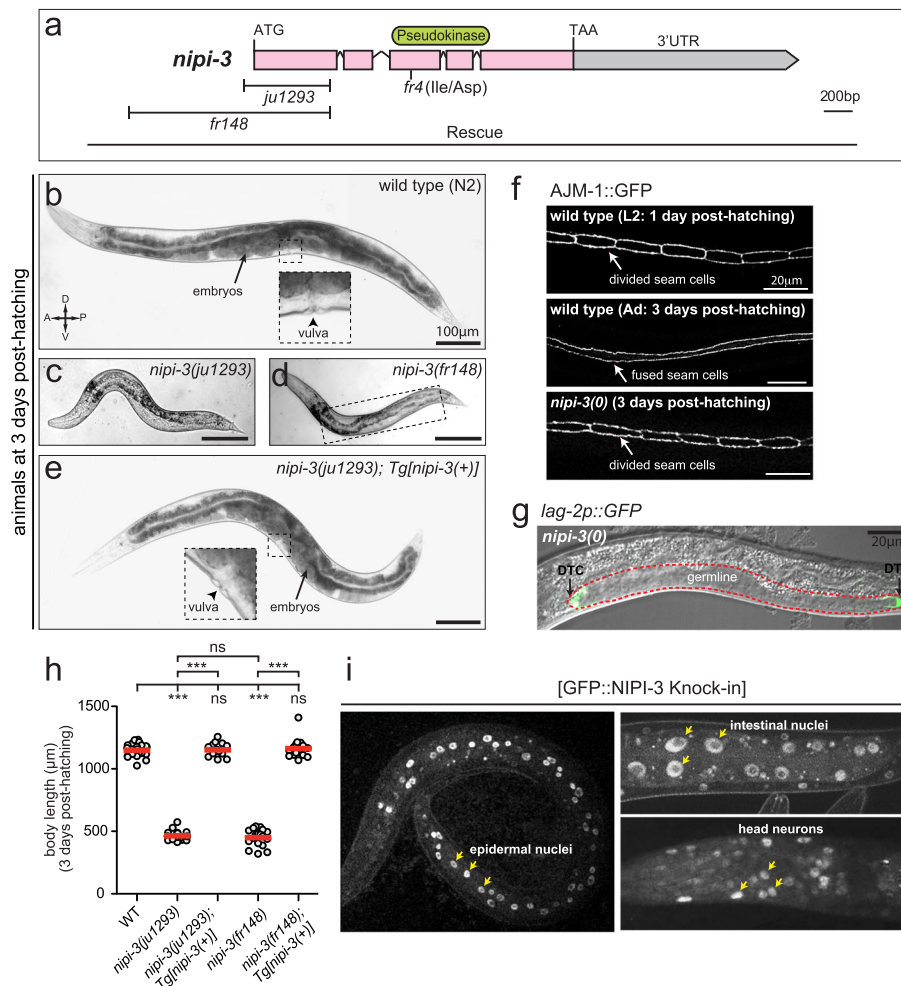 a
ATG
Pseudokinase
TAA
3'UTR
nipi-3
fr4(Ile/Asp)
ju1293
fr148
200bp
Rescue
animals at 3 days post-hatching
b
wild type (N2)
embryos
vulva
D
A P
V
100µm
c
nipi-3(ju1293)
d
nipi-3(fr148)
e
nipi-3(ju1293); Tg[nipi-3(+)]
vulva
embryos
f
AJM-1::GFP
wild type (L2: 1 day post-hatching)
divided seam cells
20µm
wild type (Ad: 3 days post-hatching)
fused seam cells
nipi-3(0) (3 days post-hatching)
divided seam cells
g
lag-2p::GFP
nipi-3(0)
20µm
DTC
germline
DT
h
ns
*** ***
*** ns *** ns
body length (µm)
(3 days post-hatching)
1500
1000
500
0
WT
nipi-3(ju1293)
nipi-3(ju1293);
Tg[nipi-3(+)]
nipi-3(fr148)
nipi-3(fr148);
Tg[nipi-3(+)]
i
[GFP::NIPI-3 Knock-in]
epidermal nuclei
intestinal nuclei
head neurons